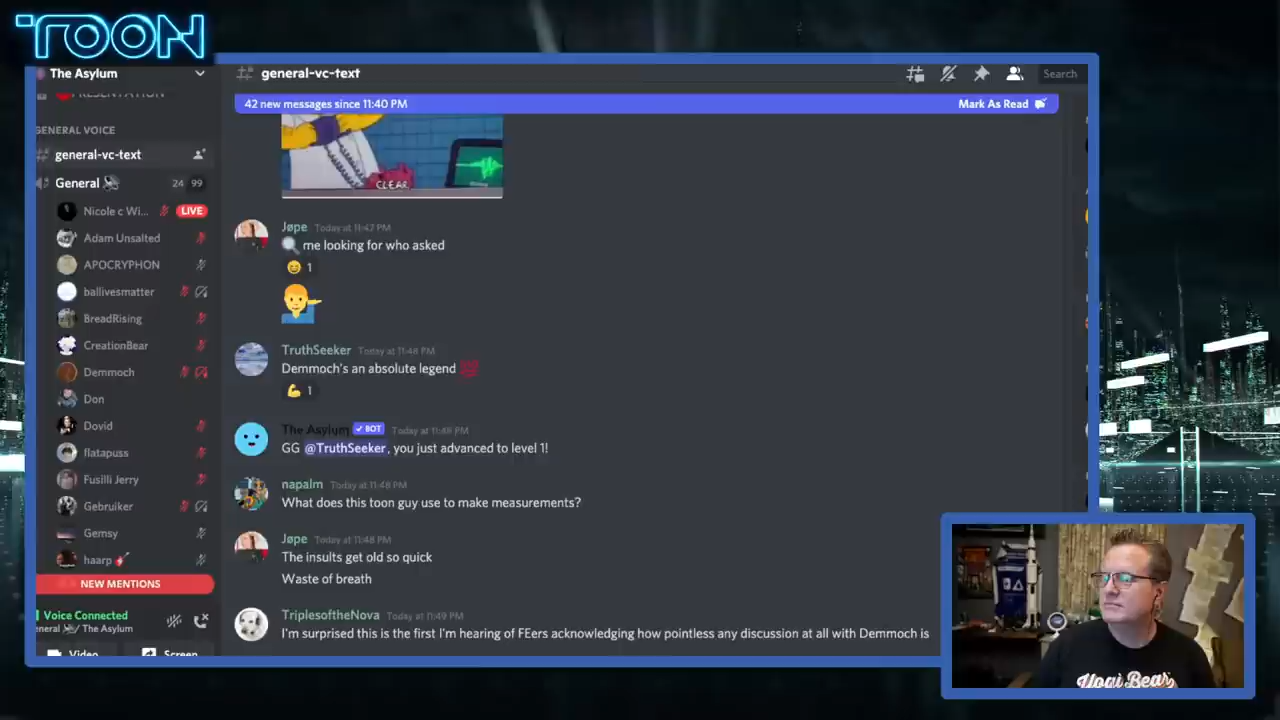 TOON
The Asylum
PRESENTATION
GENERAL VOICE
general-vc-text
General
24 99
Nicole c Wi... LIVE
Adam Unsalted
APOCRYPHON
ballivesmatter
BreadRising
CreationBear
Demmoch
Don
Dovid
flatapuss
Fusilli Jerry
Gebruiker
Gemsy
haarp
NEW MENTIONS
Voice Connected
eneral / The Asylum
Video
Screen
general-vc-text
Search
42 new messages since 11:40 PM
Mark As Read
CLEAR
Jøpe Today at 11:47 PM
🔍 me looking for who asked
😄 1
TruthSeeker Today at 11:48 PM
Demmoch's an absolute legend 💯
💪 1
The Asylum ✓ BOT Today at 11:48 PM
GG @TruthSeeker, you just advanced to level 1!
napalm Today at 11:48 PM
What does this toon guy use to make measurements?
Jøpe Today at 11:48 PM
The insults get old so quick
Waste of breath
TriplesoftheNova Today at 11:49 PM
I'm surprised this is the first I'm hearing of FEers acknowledging how pointless any discussion at all with Demmoch is
Yogi Bear